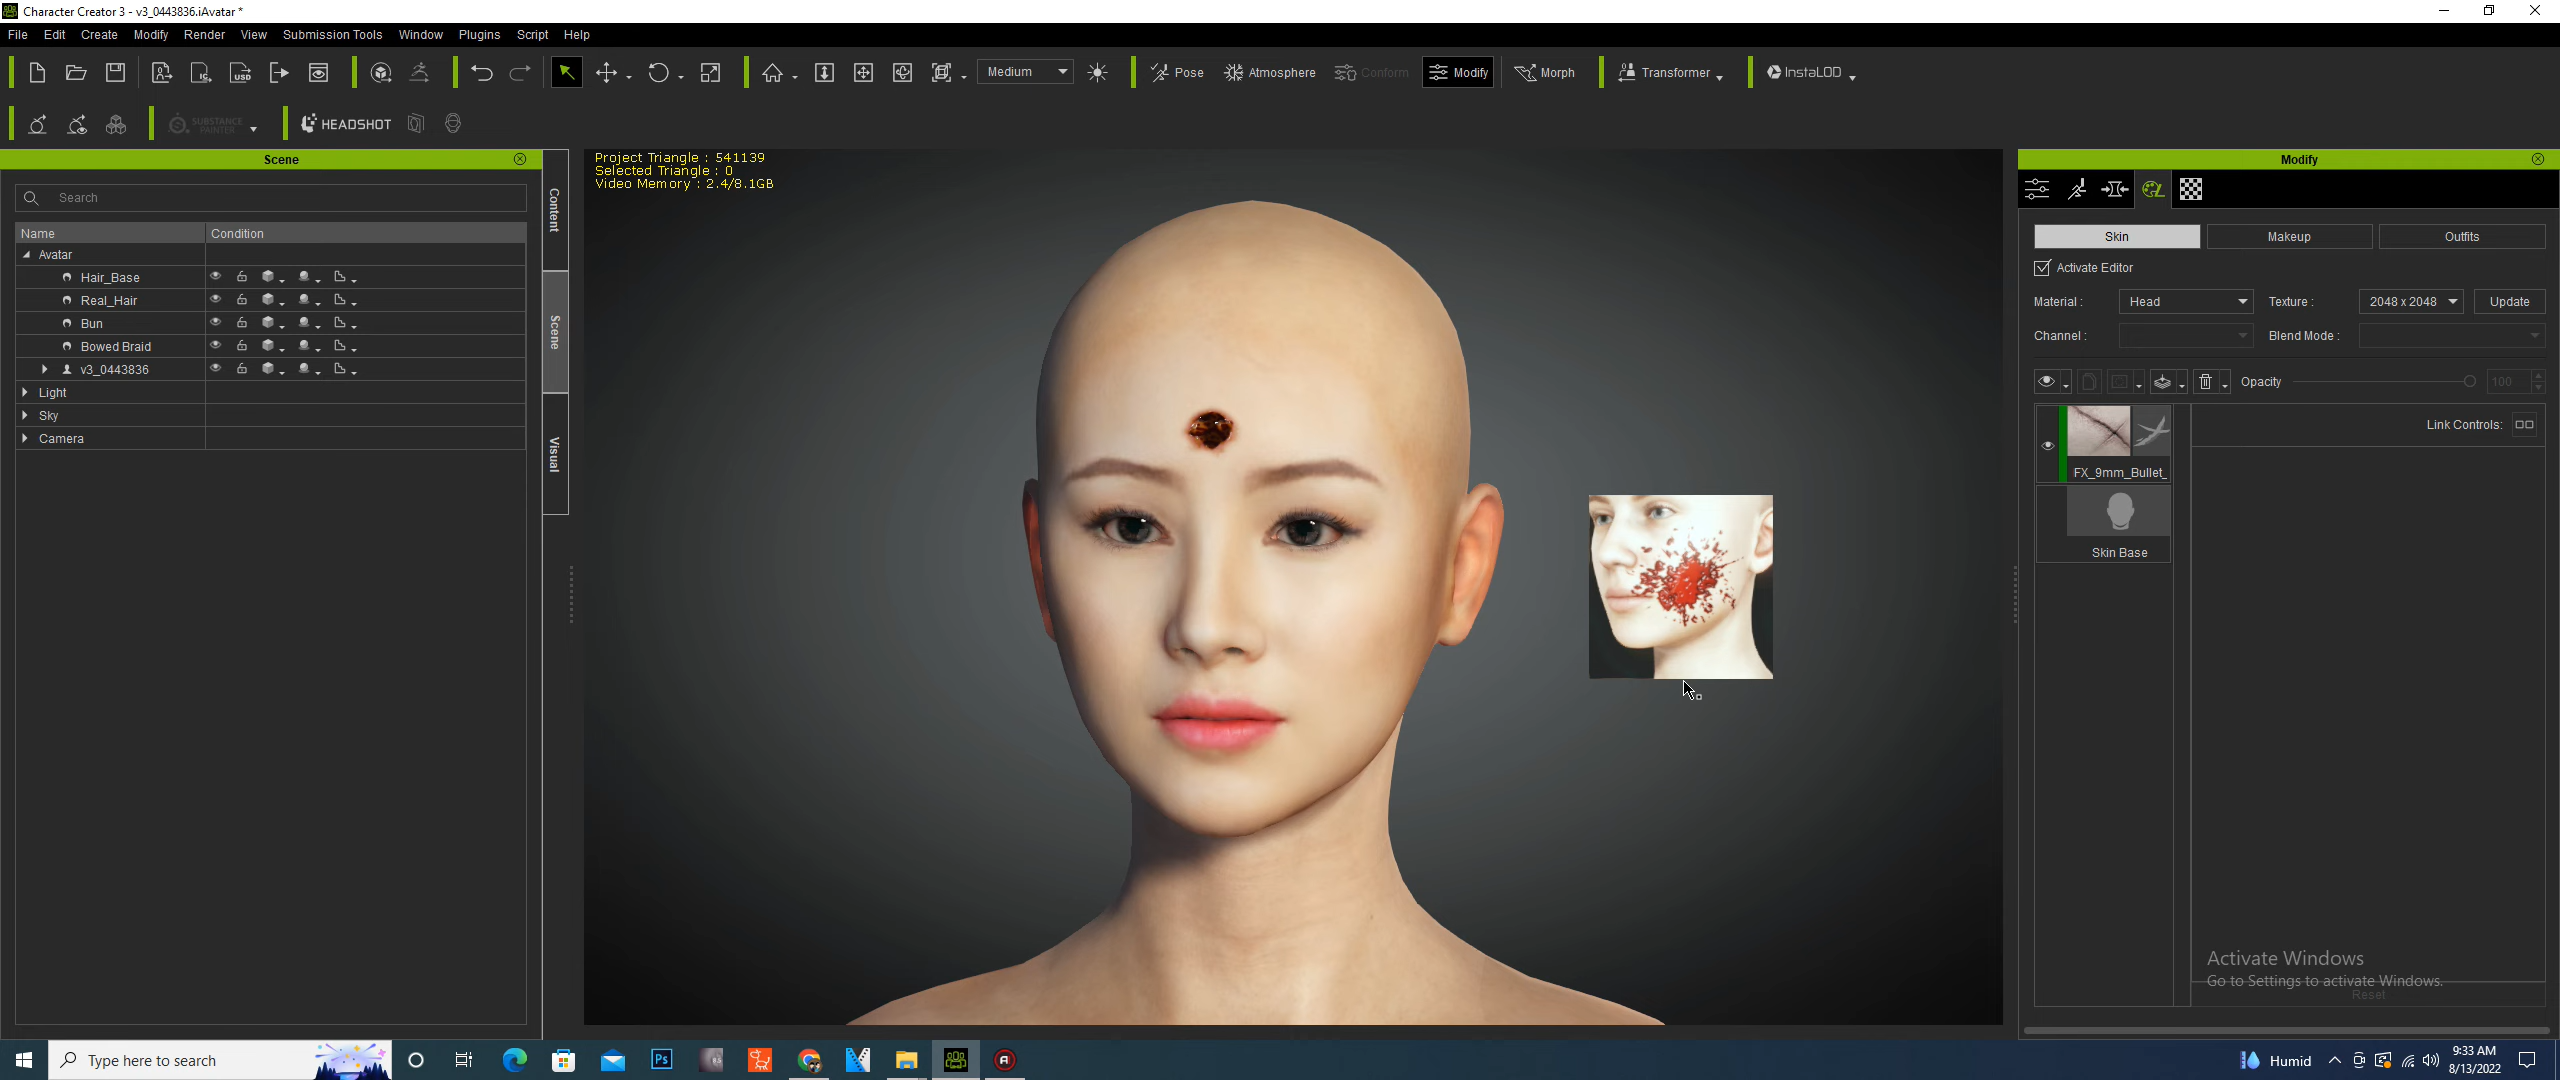 Character Creator 3 - v3_0443836.iAvatar *
File Edit Create Modify Render View Submission Tools Window Plugins Script Help
Medium Pose Atmosphere Conform Modify Morph Transformer InstaLOD
SUBSTANCE PAINTER HEADSHOT
Scene
Search
Name Condition
Avatar
Hair_Base
Real_Hair
Bun
Bowed Braid
v3_0443836
Light
Sky
Camera
Content
Scene
Visual
Project Triangle : 541139
Selected Triangle : 0
Video Memory : 2.4/8.1GB
Modify
Skin Makeup Outfits
Activate Editor
Material : Head Texture : 2048 x 2048 Update
Channel : Blend Mode :
Opacity 100
Link Controls:
FX_9mm_Bullet_
Skin Base
Activate Windows
Go to Settings to activate Windows.
Reset
Type here to search
Ps
Humid
9:33 AM
8/13/2022